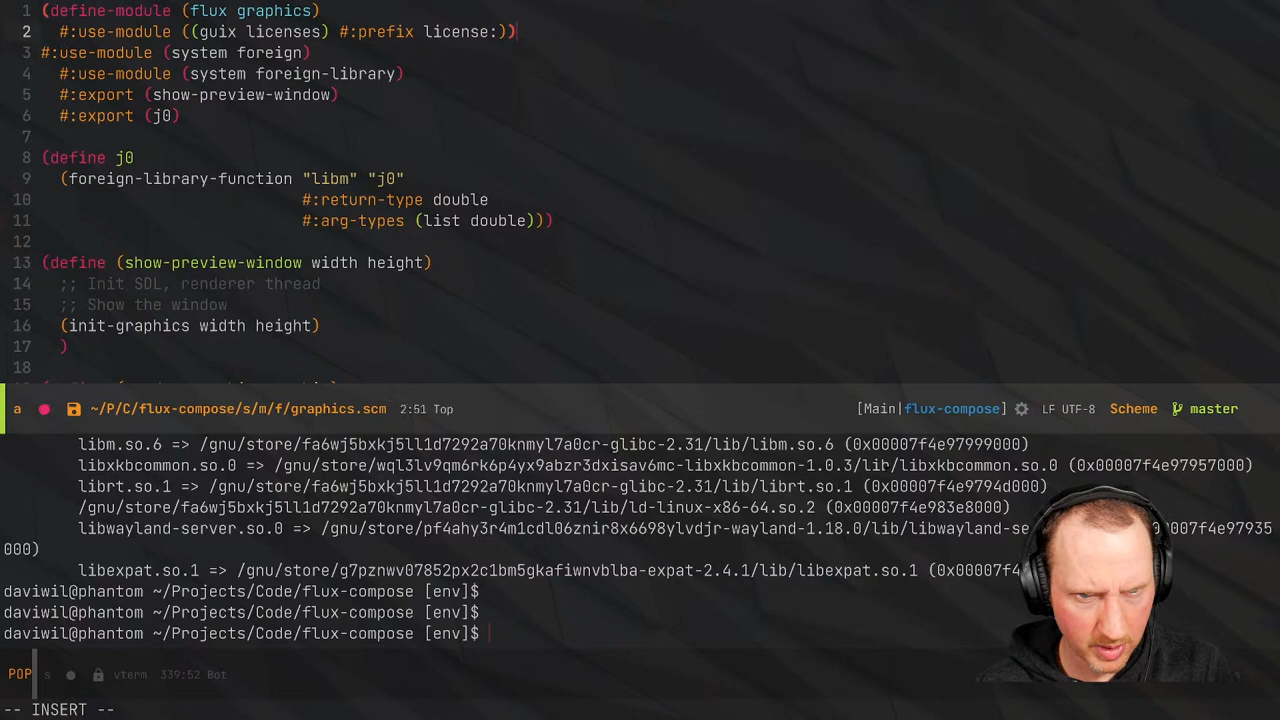 1 (define-module (flux graphics)
2 #:use-module ((guix licenses) #:prefix license:))
3 #:use-module (system foreign)
4 #:use-module (system foreign-library)
5 #:export (show-preview-window)
6 #:export (j0)
7
8 (define j0
9 (foreign-library-function "libm" "j0"
10 #:return-type double
11 #:arg-types (list double)))
12
13 (define (show-preview-window width height)
14 ;; Init SDL, renderer thread
15 ;; Show the window
16 (init-graphics width height)
17 )
18
a ~/P/C/flux-compose/s/m/f/graphics.scm 2:51 Top [Main|flux-compose] LF UTF-8 Scheme master
libm.so.6 => /gnu/store/fa6wj5bxkj5ll1d7292a70knmyl7a0cr-glibc-2.31/lib/libm.so.6 (0x00007f4e97999000)
libxkbcommon.so.0 => /gnu/store/wql3lv9qm6rk6p4yx9abzr3dxisav6mc-libxkbcommon-1.0.3/lib/libxkbcommon.so.0 (0x00007f4e97957000)
librt.so.1 => /gnu/store/fa6wj5bxkj5ll1d7292a70knmyl7a0cr-glibc-2.31/lib/librt.so.1 (0x00007f4e9794d000)
/gnu/store/fa6wj5bxkj5ll1d7292a70knmyl7a0cr-glibc-2.31/lib/ld-linux-x86-64.so.2 (0x00007f4e983e8000)
libwayland-server.so.0 => /gnu/store/pf4ahy3r4m1cdl06znir8x6698ylvdjr-wayland-1.18.0/lib/libwayland-se 00007f4e97935
000)
libexpat.so.1 => /gnu/store/g7pznwv07852px2c1bm5gkafiwnvblba-expat-2.4.1/lib/libexpat.so.1 (0x00007f4
daviwil@phantom ~/Projects/Code/flux-compose [env]$
daviwil@phantom ~/Projects/Code/flux-compose [env]$
daviwil@phantom ~/Projects/Code/flux-compose [env]$
POP s vterm 339:52 Bot
-- INSERT --